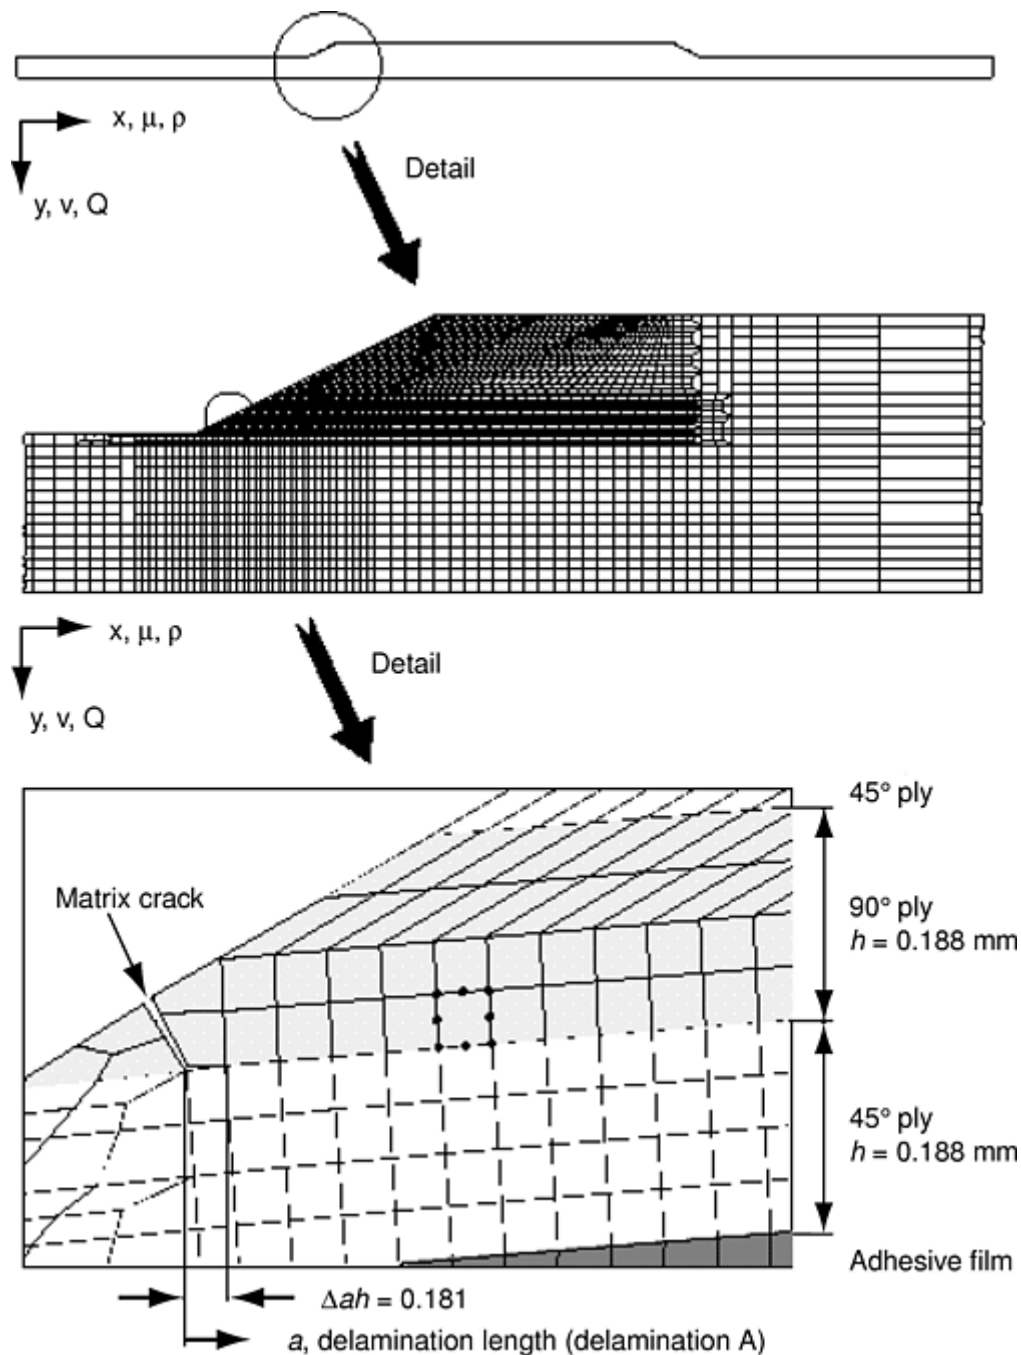 x, μ, ρ
y, v, Q
Detail
x, μ, ρ
y, v, Q
Detail
45° ply
Matrix crack
90° ply
h = 0.188 mm
45° ply
h = 0.188 mm
Adhesive film
Δah = 0.181
a, delamination length (delamination A)